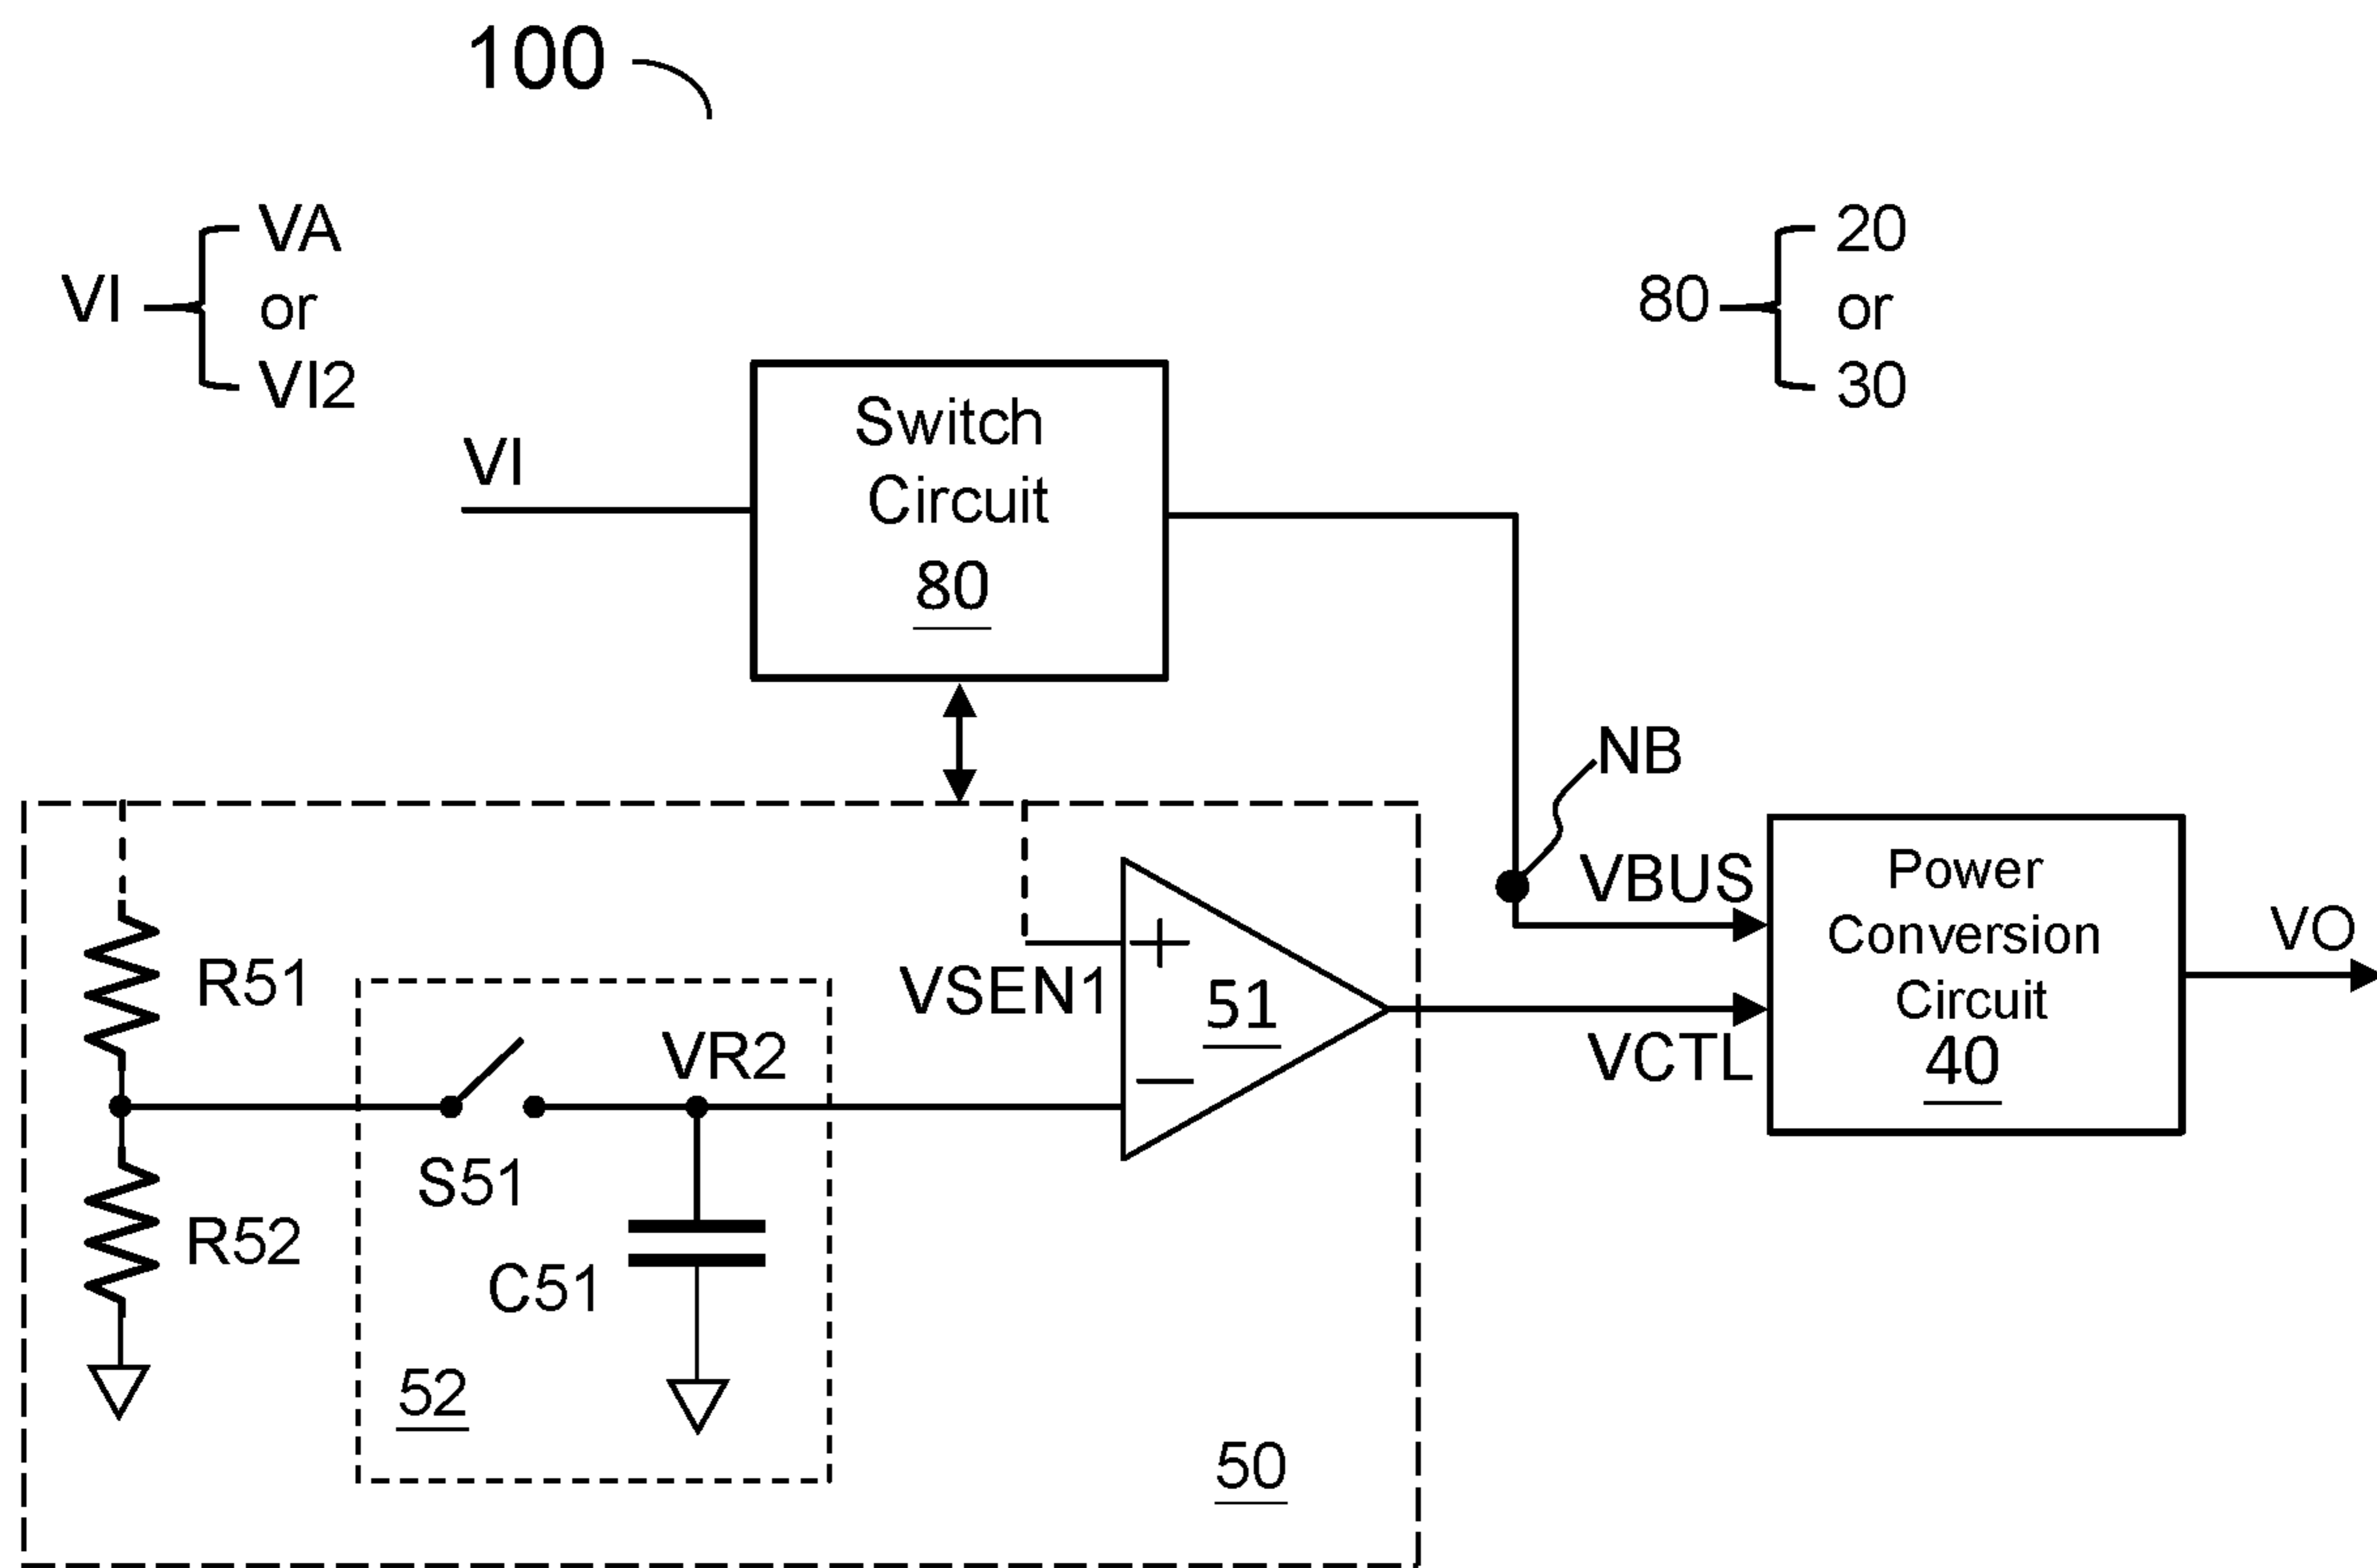 100
VA
VI
or
VI2
20
80
or
30
Switch
Circuit
80
VI
NB
VBUS
Power
Conversion
Circuit
40
VO
VCTL
R51
VSEN1
+
51
−
VR2
S51
R52
C51
52
50